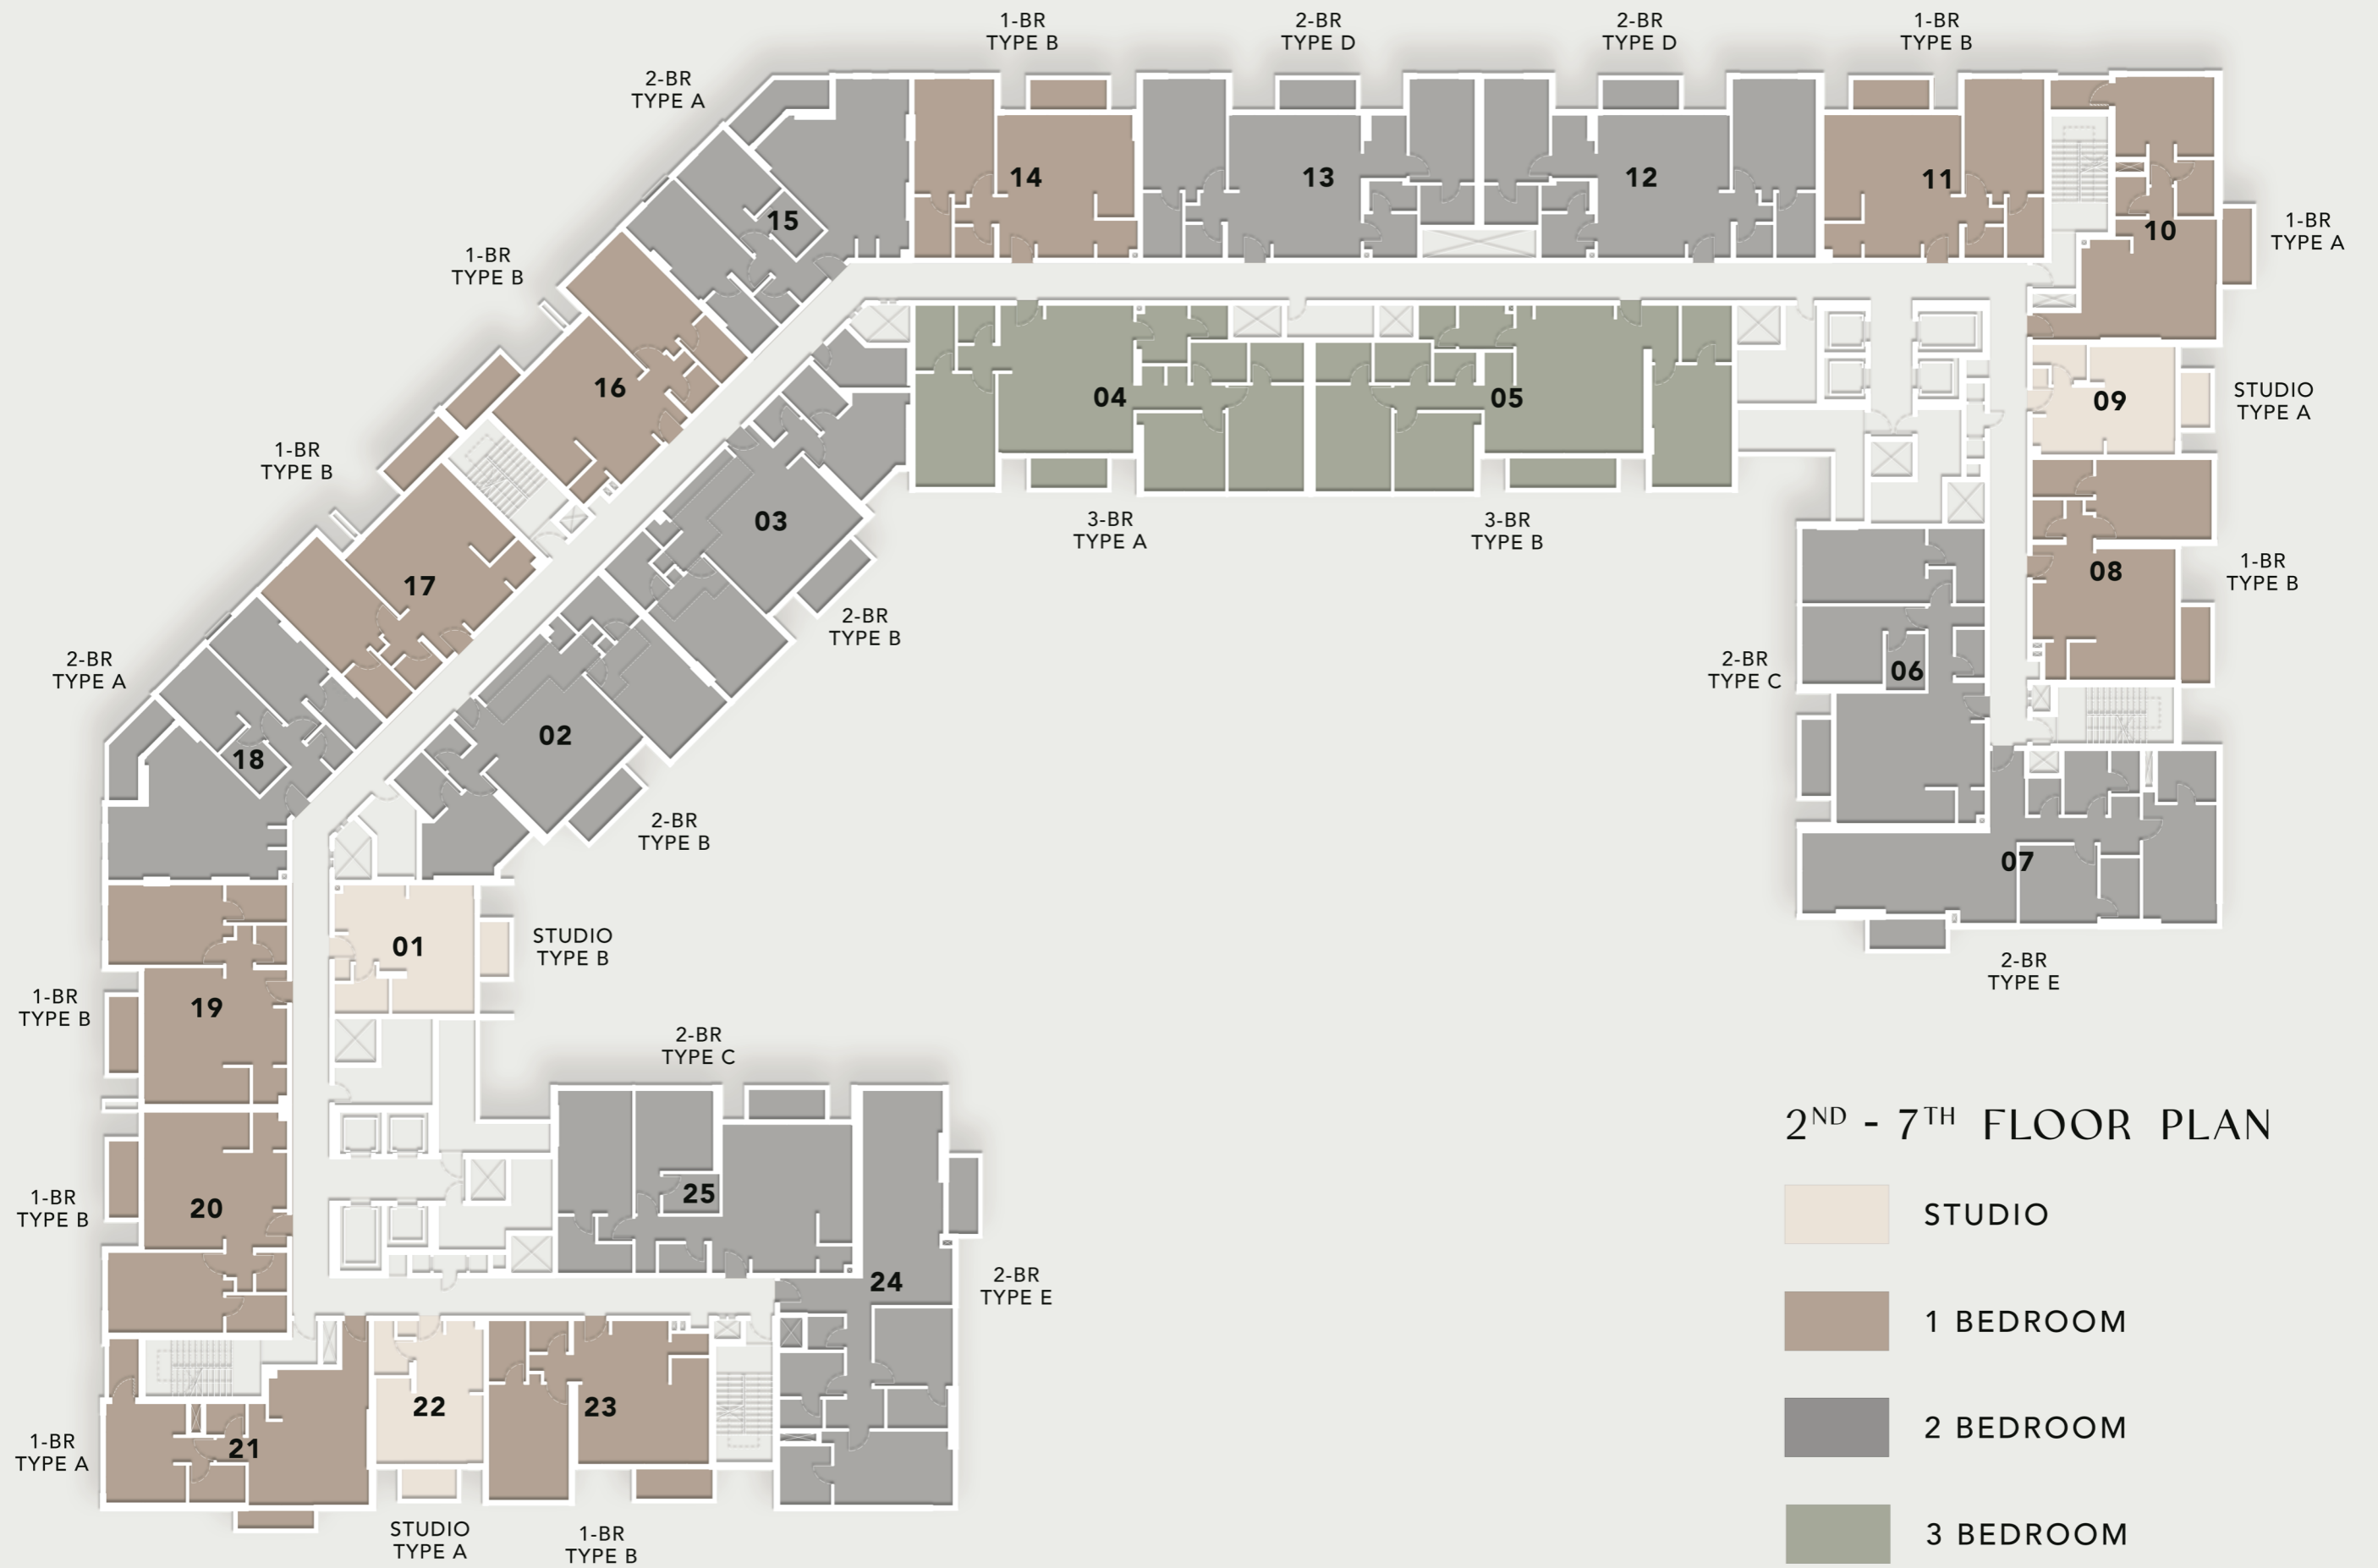 1-BR
TYPE B
2-BR
TYPE D
2-BR
TYPE D
1-BR
TYPE B
2-BR
TYPE A
14
13
12
11
10
1-BR
TYPE A
15
1-BR
TYPE B
16
04
05
09
STUDIO
TYPE A
1-BR
TYPE B
03
3-BR
TYPE A
3-BR
TYPE B
17
08
1-BR
TYPE B
2-BR
TYPE B
2-BR
TYPE A
06
2-BR
TYPE C
02
18
2-BR
TYPE B
07
01
STUDIO
TYPE B
2-BR
TYPE E
1-BR
TYPE B
19
2-BR
TYPE C
1-BR
TYPE B
20
25
24
2-BR
TYPE E
22
23
21
1-BR
TYPE A
STUDIO
TYPE A
1-BR
TYPE B
2ND - 7TH FLOOR PLAN
STUDIO
1 BEDROOM
2 BEDROOM
3 BEDROOM